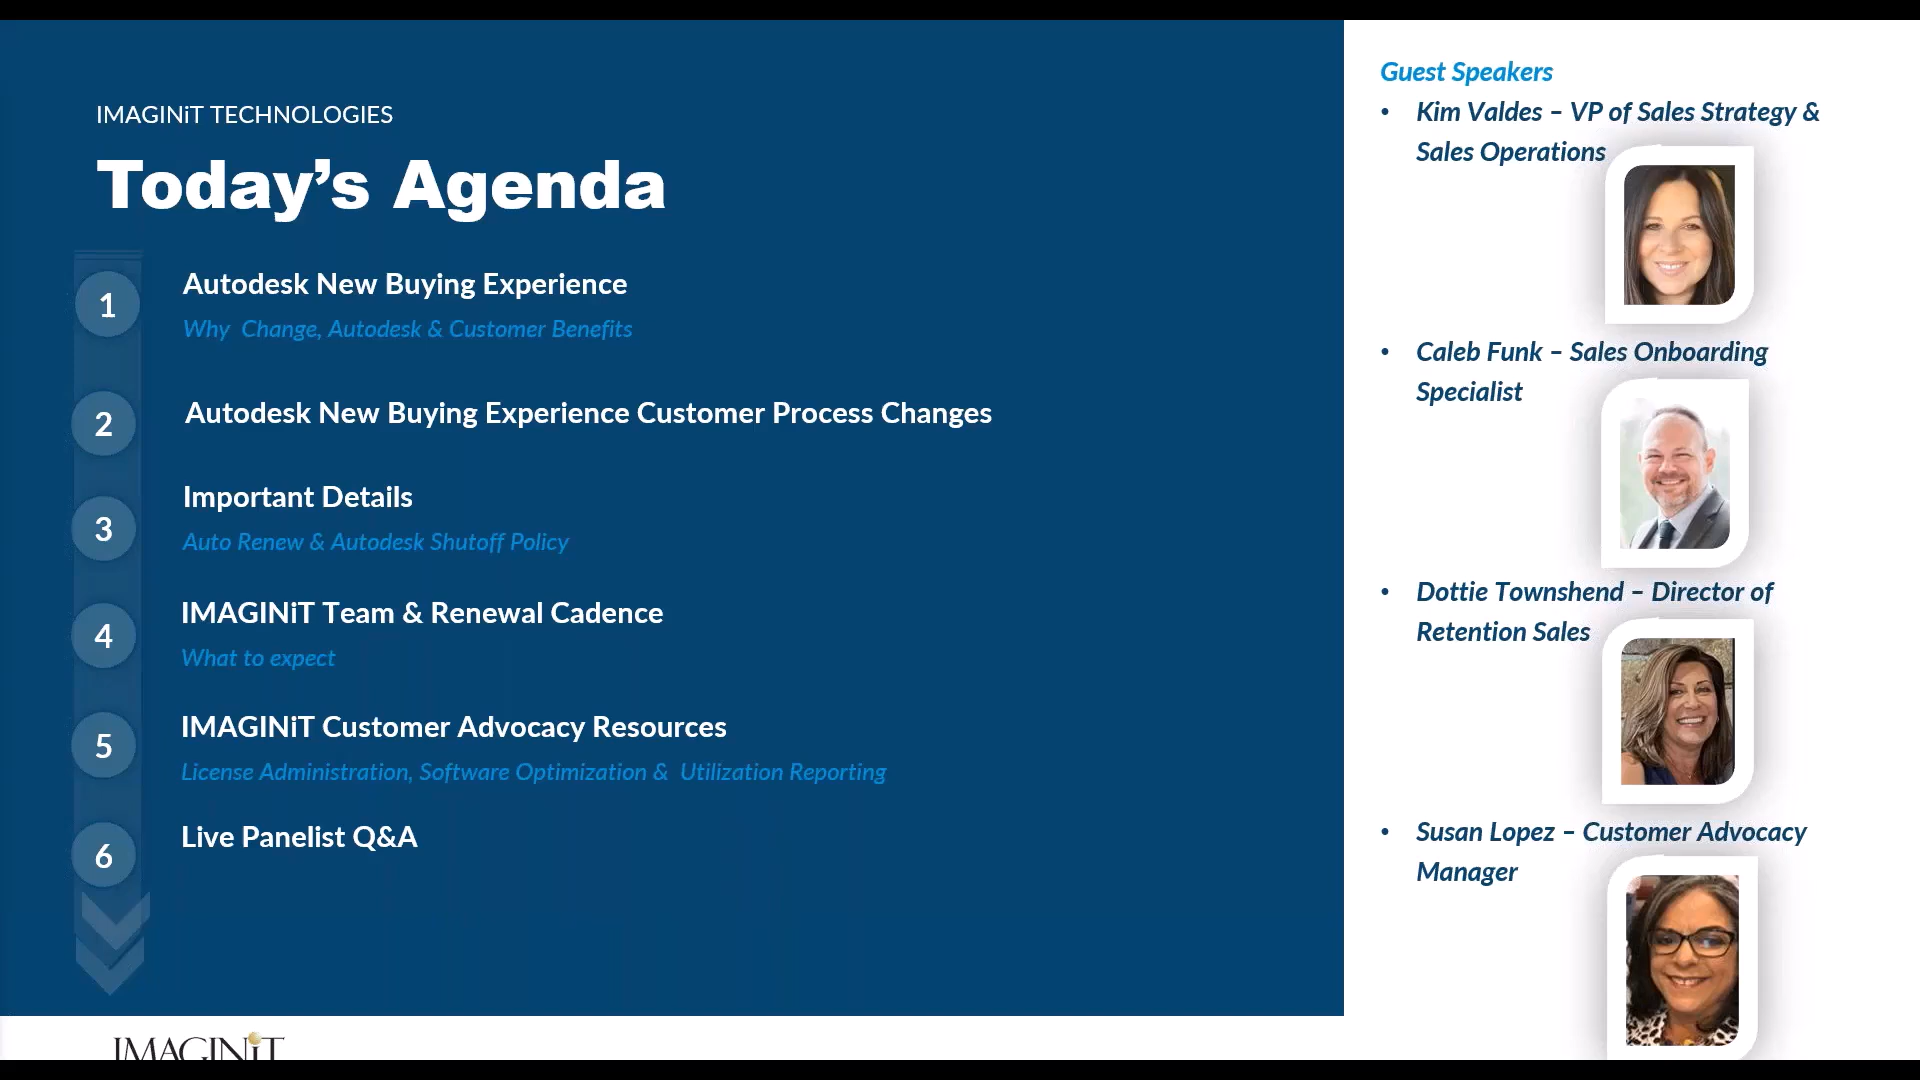 IMAGINiT TECHNOLOGIES
Today’s Agenda
1
Autodesk New Buying Experience
Why Change, Autodesk & Customer Benefits
2
Autodesk New Buying Experience Customer Process Changes
3
Important Details
Auto Renew & Autodesk Shutoff Policy
4
IMAGINiT Team & Renewal Cadence
What to expect
5
IMAGINiT Customer Advocacy Resources
License Administration, Software Optimization & Utilization Reporting
6
Live Panelist Q&A
IMAGINiT
Guest Speakers
• Kim Valdes – VP of Sales Strategy &
Sales Operations
• Caleb Funk – Sales Onboarding
Specialist
• Dottie Townshend – Director of
Retention Sales
• Susan Lopez – Customer Advocacy
Manager